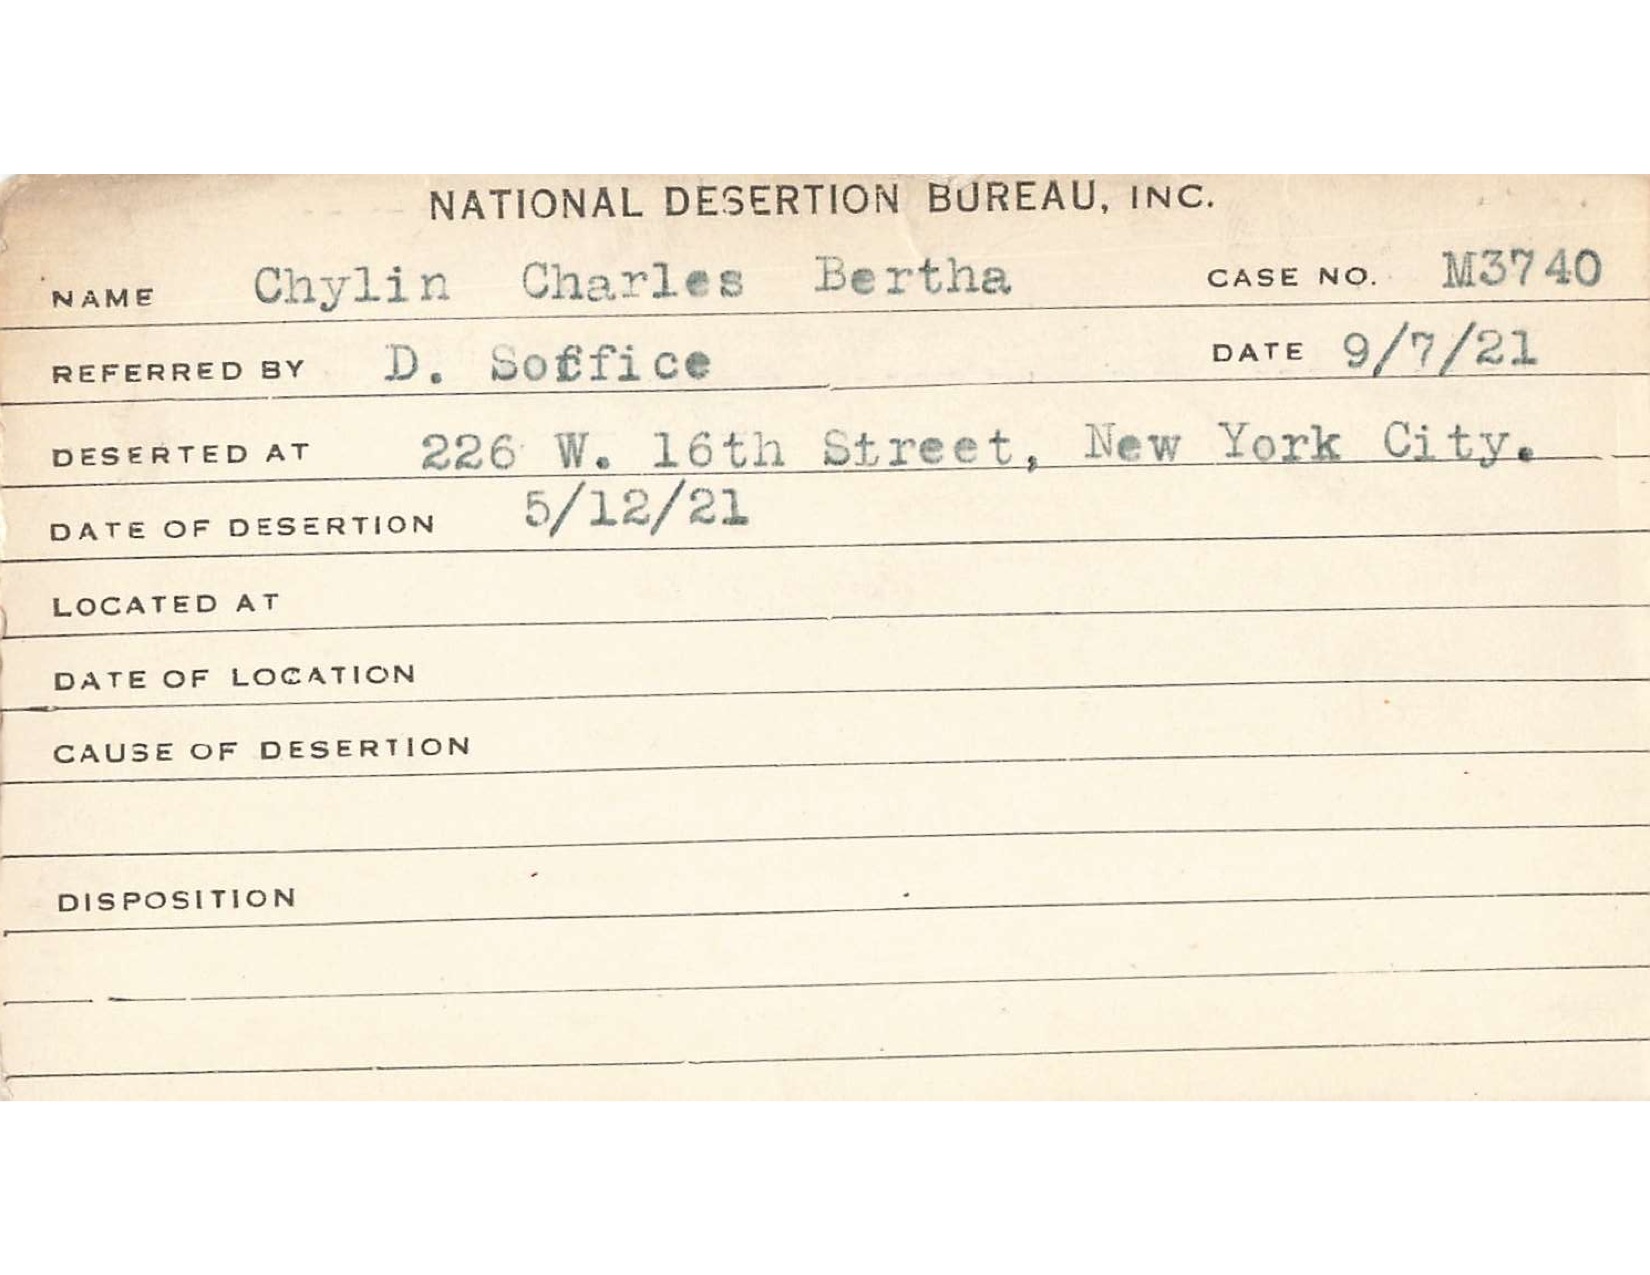 NATIONAL DESERTION BUREAU, INC.
NAME Chylin Charles Bertha CASE NO. M3740
REFERRED BY D. Soffice DATE 9/7/21
DESERTED AT 226 W. 16th Street, New York City.
DATE OF DESERTION 5/12/21
LOCATED AT
DATE OF LOCATION
CAUSE OF DESERTION
DISPOSITION